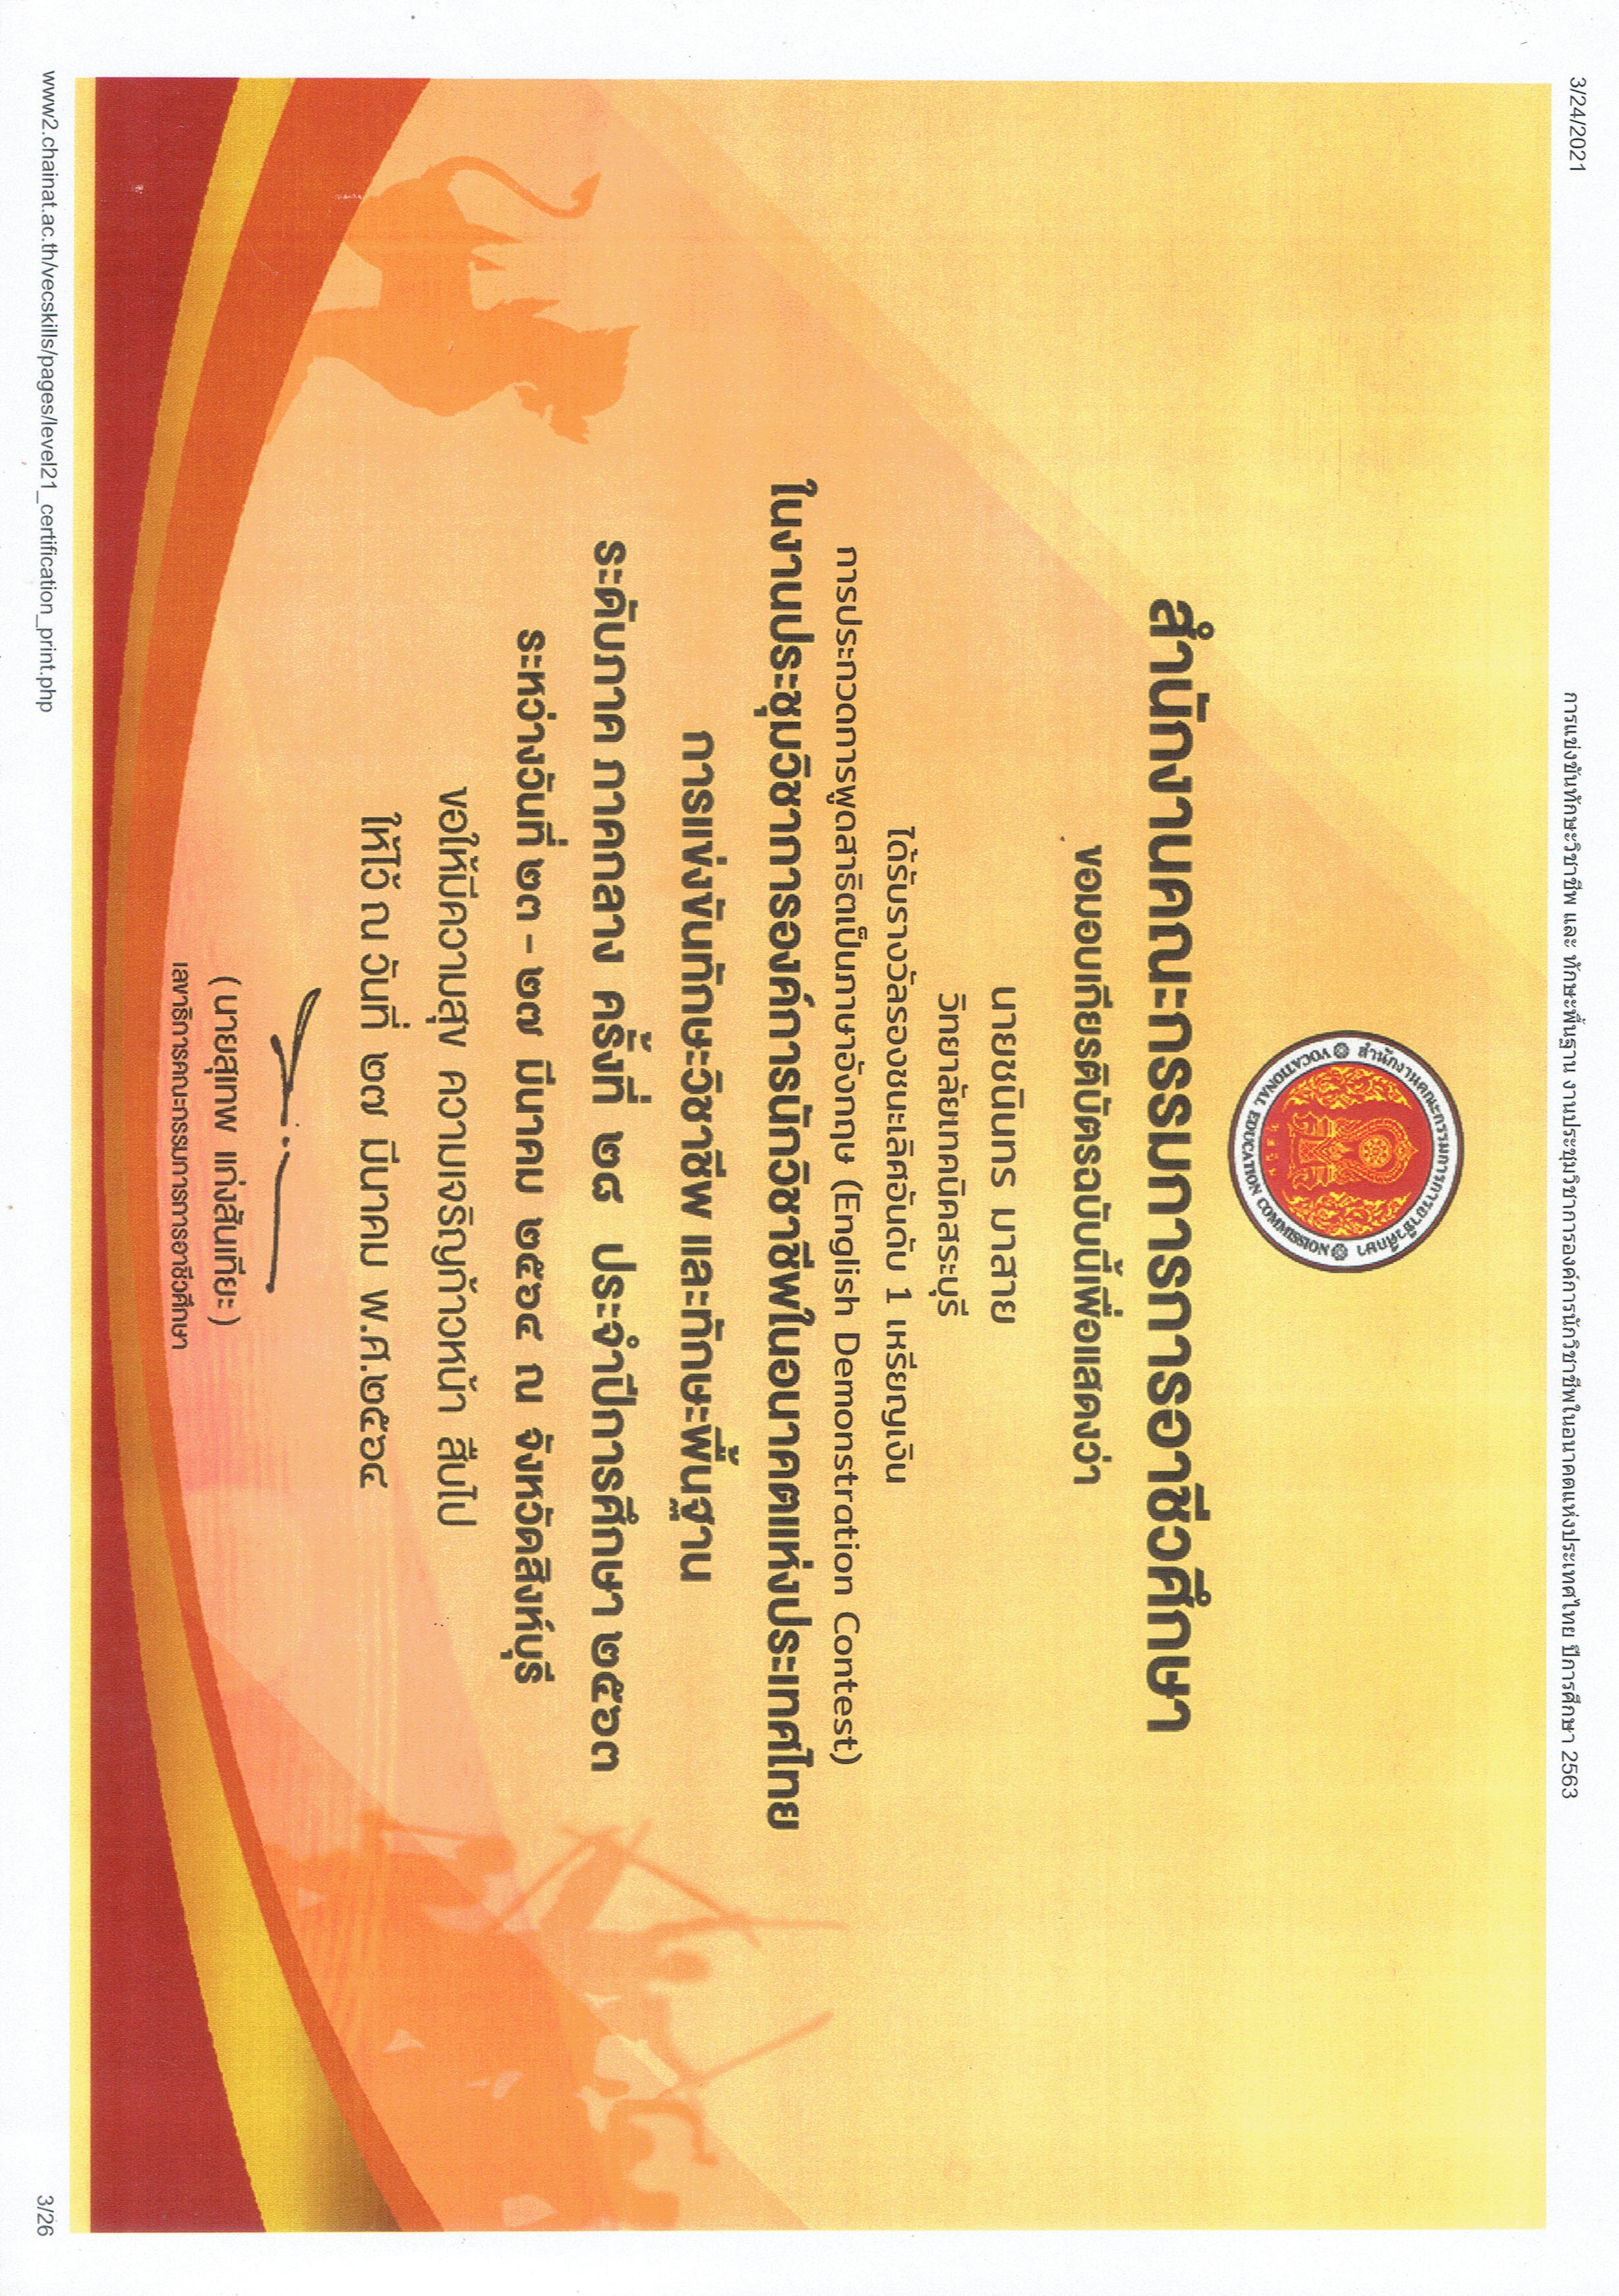 3/24/2021
การแข่งขันทักษะวิชาชีพ และ ทักษะพื้นฐาน งานประชุมวิชาการองค์การนักวิชาชีพในอนาคตแห่งประเทศไทย ปีการศึกษา 2563
สำนักงานคณะกรรมการการอาชีวศึกษา
VOCATIONAL EDUCATION COMMISSION
สำนักงานคณะกรรมการการอาชีวศึกษา
ขอมอบเกียรติบัตรฉบับนี้เพื่อแสดงว่า
นายชนินทร มาสาย
วิทยาลัยเทคนิคสระบุรี
ได้รับรางวัลรองชนะเลิศอันดับ 1 เหรียญเงิน
การประกวดการพูดสาธิตเป็นภาษาอังกฤษ (English Demonstration Contest)
ในงานประชุมวิชาการองค์การนักวิชาชีพในอนาคตแห่งประเทศไทย
การแข่งขันทักษะวิชาชีพ และทักษะพื้นฐาน
ระดับภาค ภาคกลาง ครั้งที่ ๒๘ ประจำปีการศึกษา ๒๕๖๓
ระหว่างวันที่ ๒๓ - ๒๗ มีนาคม ๒๕๖๔ ณ จังหวัดสิงห์บุรี
ขอให้มีความสุข ความเจริญก้าวหน้า สืบไป
ให้ไว้ ณ วันที่ ๒๗ มีนาคม พ.ศ.๒๕๖๔
( นายสุเทพ แก่งสันเทียะ )
เลขาธิการคณะกรรมการการอาชีวศึกษา
www2.chainat.ac.th/vecskills/pages/level21_certification_print.php
3/26